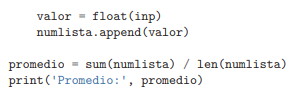 valor = float(inp)
    numlista.append(valor)
promedio = sum(numlista) / len(numlista)
print('Promedio:', promedio)